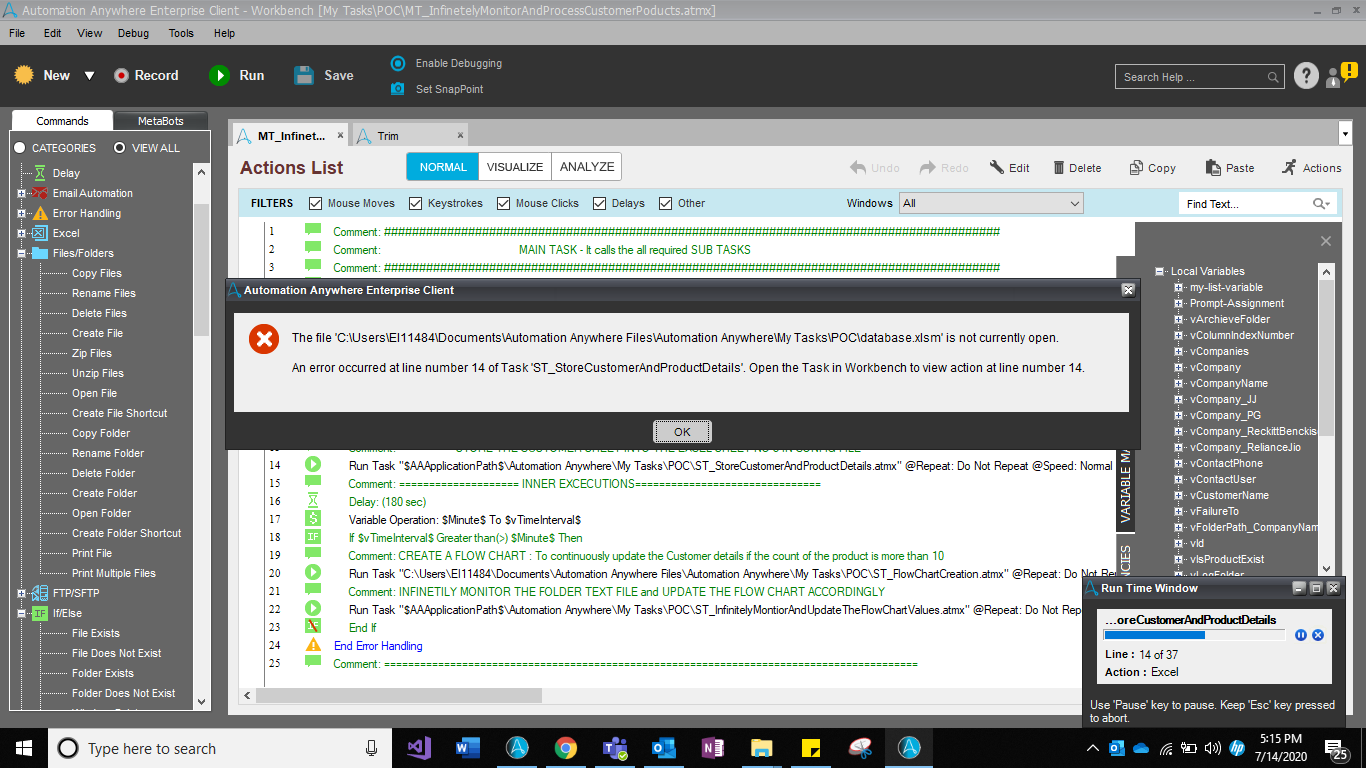 Automation Anywhere Enterprise Client - Workbench [My Tasks\POC\MT_InfinetelyMonitorAndProcessCustomerPoducts.atmx]
File Edit View Debug Tools Help
New Record Run Save
Enable Debugging
Set SnapPoint
Search Help ...
Commands MetaBots
CATEGORIES VIEW ALL
Delay
Email Automation
Error Handling
Excel
Files/Folders
Copy Files
Rename Files
Delete Files
Create File
Zip Files
Unzip Files
Open File
Create File Shortcut
Copy Folder
Rename Folder
Delete Folder
Create Folder
Open Folder
Create Folder Shortcut
Print File
Print Multiple Files
FTP/SFTP
If/Else
File Exists
File Does Not Exist
Folder Exists
Folder Does Not Exist
MT_Infinet... Trim
Actions List NORMAL VISUALIZE ANALYZE Undo Redo Edit Delete Copy Paste Actions
FILTERS Mouse Moves Keystrokes Mouse Clicks Delays Other Windows All Find Text...
1 Comment: ########################################################################################
2 Comment: MAIN TASK - It calls the all required SUB TASKS
3 Comment: ########################################################################################
Automation Anywhere Enterprise Client
The file 'C:\Users\EI11484\Documents\Automation Anywhere Files\Automation Anywhere\My Tasks\POC\database.xlsm' is not currently open.
An error occurred at line number 14 of Task 'ST_StoreCustomerAndProductDetails'. Open the Task in Workbench to view action at line number 14.
OK
14 Run Task "$AAApplicationPath$\Automation Anywhere\My Tasks\POC\ST_StoreCustomerAndProductDetails.atmx" @Repeat: Do Not Repeat @Speed: Normal
15 Comment: ==================== INNER EXCECUTIONS===============================
16 Delay: (180 sec)
17 Variable Operation: $Minute$ To $vTimeInterval$
18 If $vTimeInterval$ Greater than(>) $Minute$ Then
19 Comment: CREATE A FLOW CHART : To continuously update the Customer details if the count of the product is more than 10
20 Run Task "C:\Users\EI11484\Documents\Automation Anywhere Files\Automation Anywhere\My Tasks\POC\ST_FlowChartCreation.atmx" @Repeat: Do Not Re
21 Comment: INFINETILY MONITOR THE FOLDER TEXT FILE and UPDATE THE FLOW CHART ACCORDINGLY
22 Run Task "$AAApplicationPath$\Automation Anywhere\My Tasks\POC\ST_InfinitelyMontiorAndUpdateTheFlowChartValues.atmx" @Repeat: Do Not Rep
23 End If
24 End Error Handling
25 Comment: =========================================================================================
VARIABLE MA
NCIES
Local Variables
my-list-variable
Prompt-Assignment
vArchieveFolder
vColumnIndexNumber
vCompanies
vCompany
vCompanyName
vCompany_JJ
vCompany_PG
vCompany_ReckittBenckis
vCompany_RelianceJio
vContactPhone
vContactUser
vCustomerName
vFailureTo
vFolderPath_CompanyNam
vId
vIsProductExist
vLogFolder
Run Time Window
...oreCustomerAndProductDetails
Line : 14 of 37
Action : Excel
Use 'Pause' key to pause. Keep 'Esc' key pressed
to abort.
Type here to search
5:15 PM
7/14/2020
25